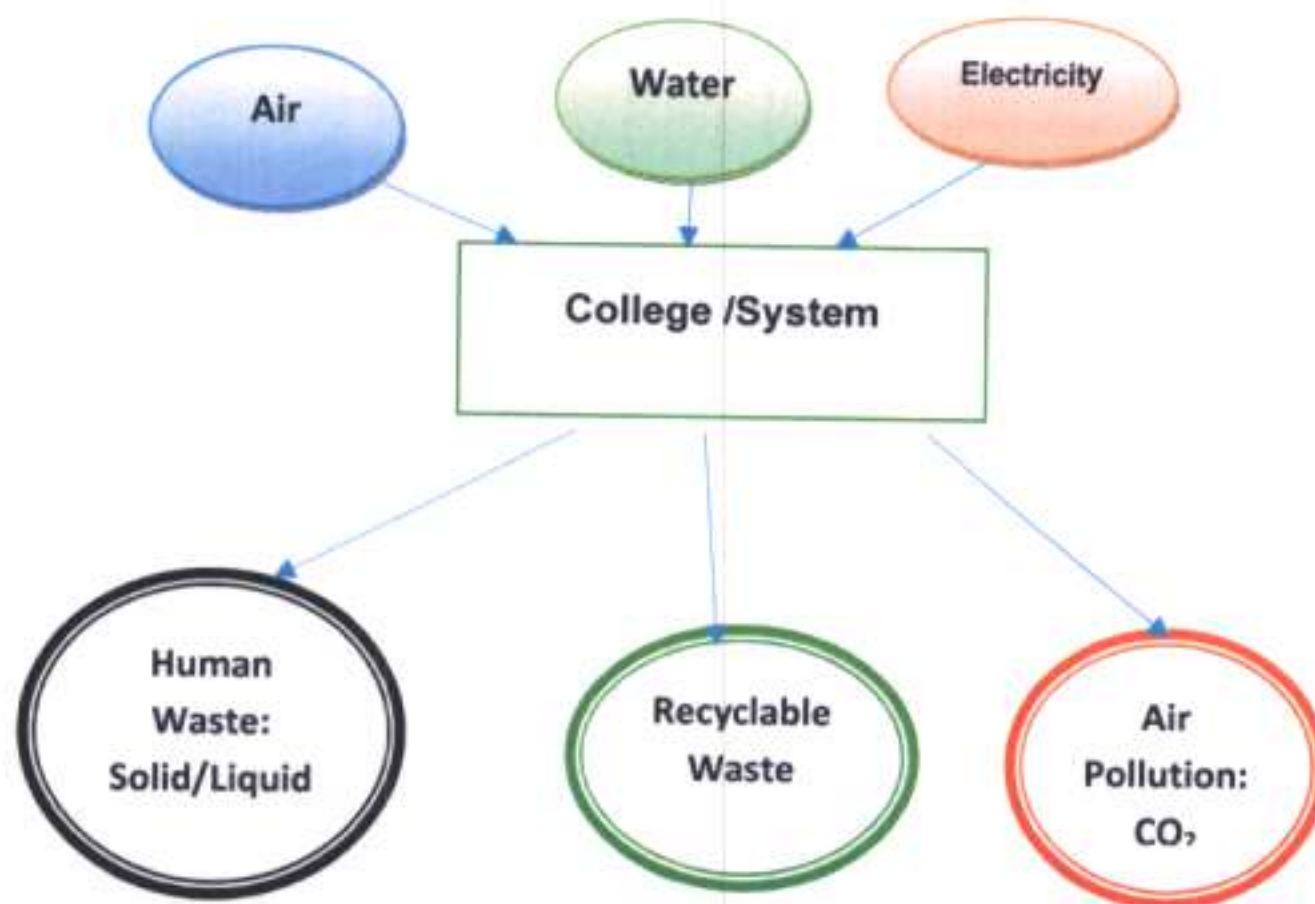 Air
Water
Electricity
College /System
Human
Waste:
Solid/Liquid
Recyclable
Waste
Air
Pollution:
CO₂